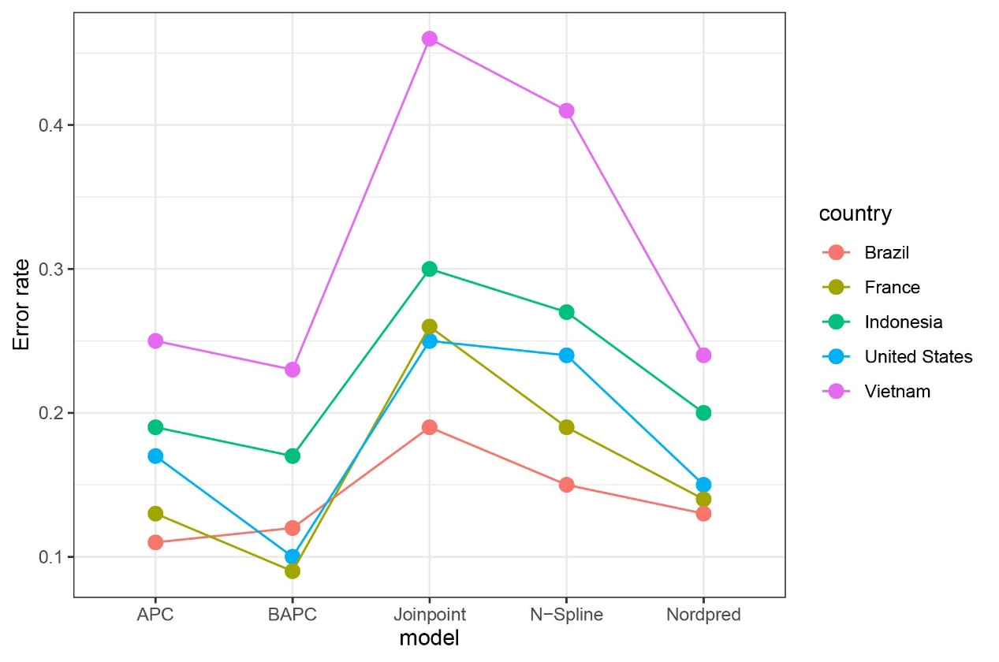 Error rate
0.4
0.3
0.2
0.1
APC BAPC Joinpoint N−Spline Nordpred
model
country
Brazil
France
Indonesia
United States
Vietnam